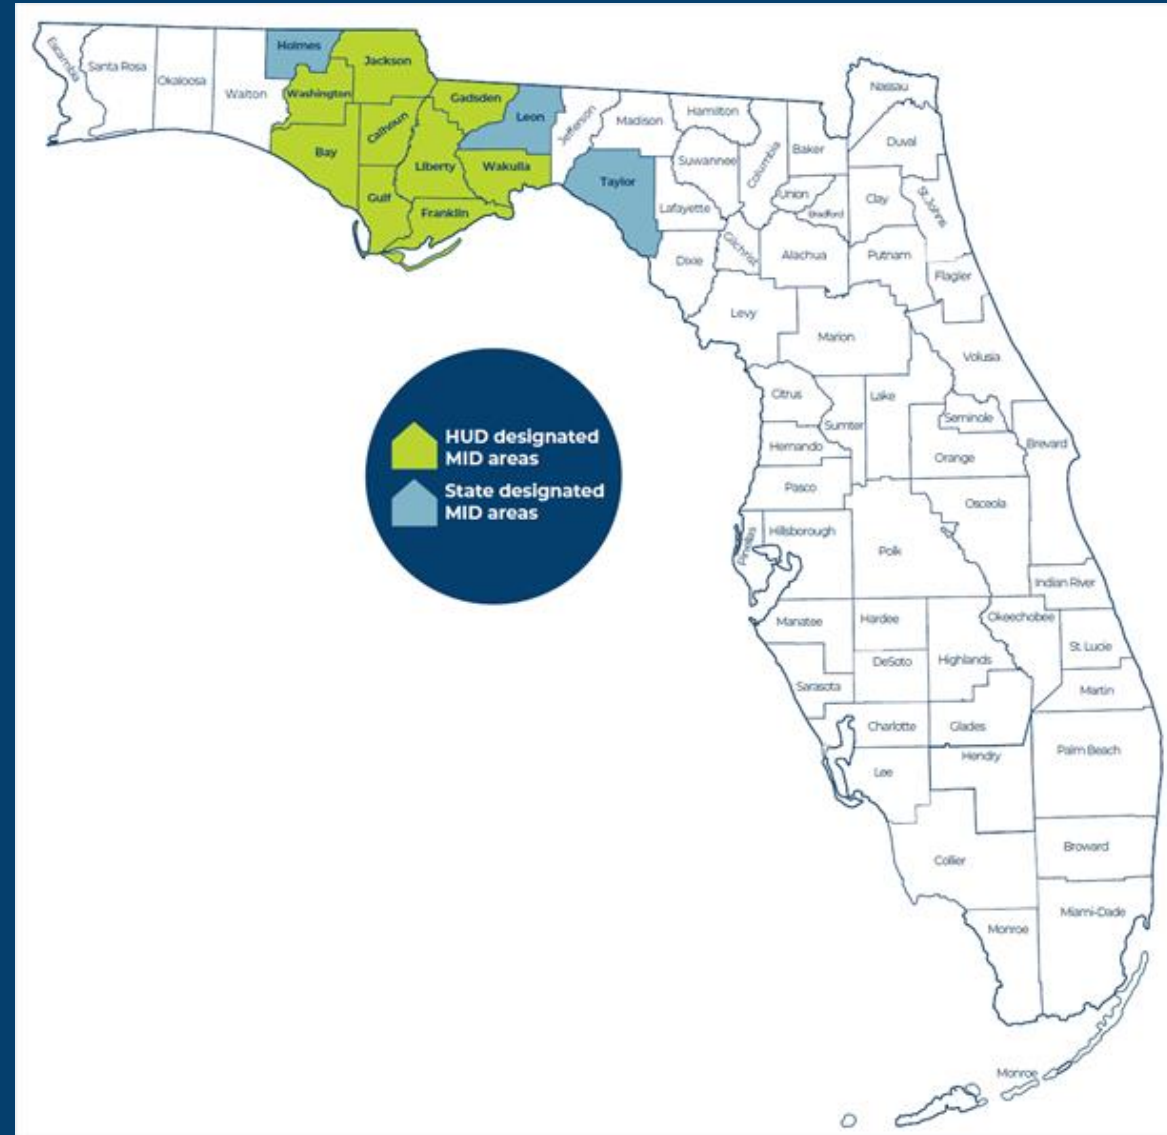 Escambia
Santa Rosa
Okaloosa
Walton
Holmes
Washington
Jackson
Bay
Calhoun
Gulf
Gadsden
Liberty
Franklin
Leon
Wakulla
Jefferson
Madison
Taylor
Hamilton
Suwannee
Lafayette
Dixie
Columbia
Gilchrist
Baker
Union
Bradford
Alachua
Levy
Nassau
Duval
Clay
St. Johns
Putnam
Flagler
Marion
Volusia
Citrus
Sumter
Lake
Seminole
Hernando
Orange
Brevard
Pasco
Osceola
Pinellas
Hillsborough
Polk
Indian River
Manatee
Hardee
Okeechobee
St. Lucie
DeSoto
Highlands
Sarasota
Martin
Charlotte
Glades
Lee
Hendry
Palm Beach
Collier
Broward
Monroe
Miami-Dade
Monroe
HUD designated
MID areas
State designated
MID areas